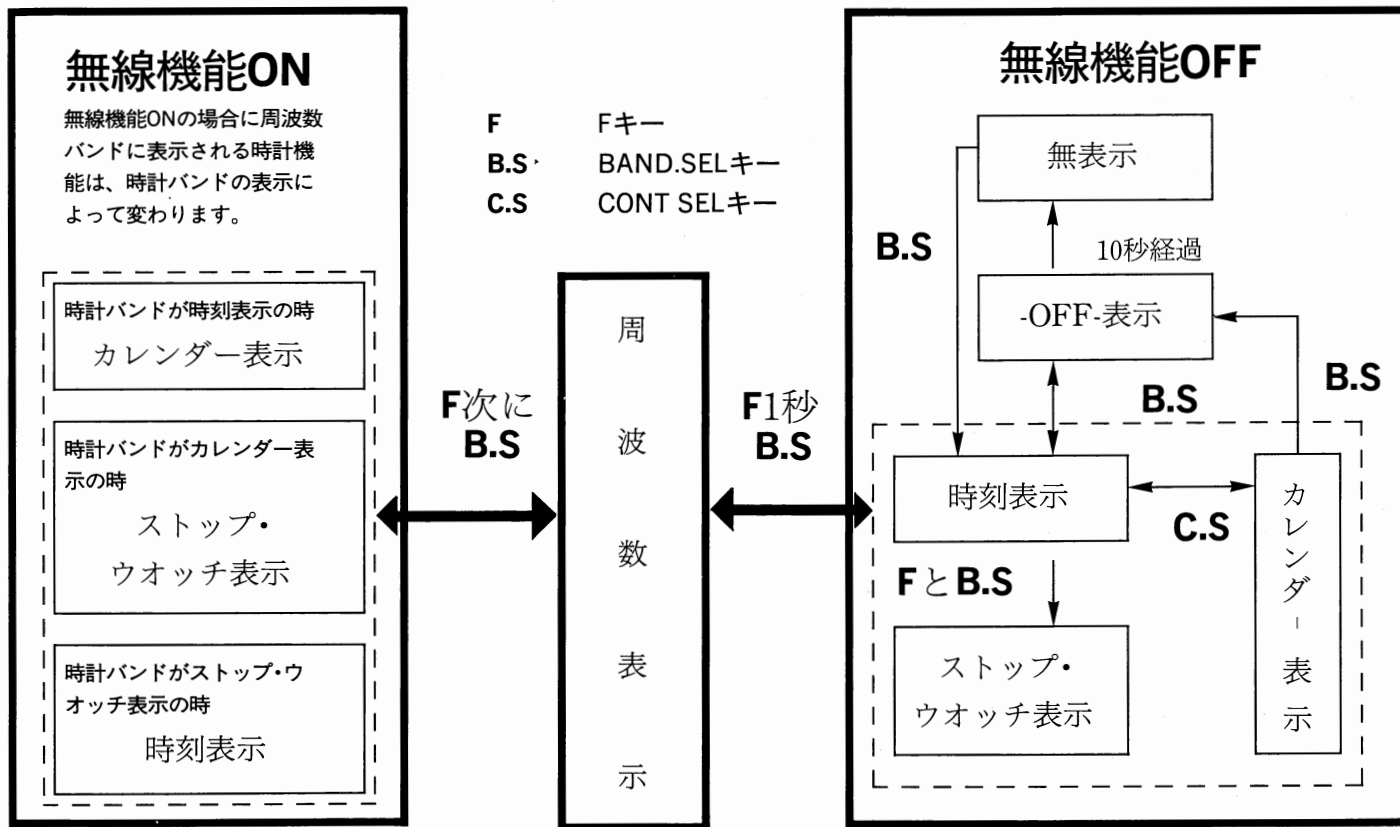 無線機能ON
無線機能ONの場合に周波数
バンドに表示される時計機
能は、時計バンドの表示に
よって変わります。
時計バンドが時刻表示の時
カレンダー表示
時計バンドがカレンダー表
示の時
ストップ・
ウオッチ表示
時計バンドがストップ・ウ
オッチ表示の時
時刻表示
F Fキー
B.S BAND.SELキー
C.S CONT SELキー
F次に
B.S
周波数表示
F1秒
B.S
無線機能OFF
無表示
B.S
10秒経過
-OFF-表示
B.S
B.S
時刻表示
C.S
FとB.S
ストップ・
ウオッチ表示
カレンダー表示